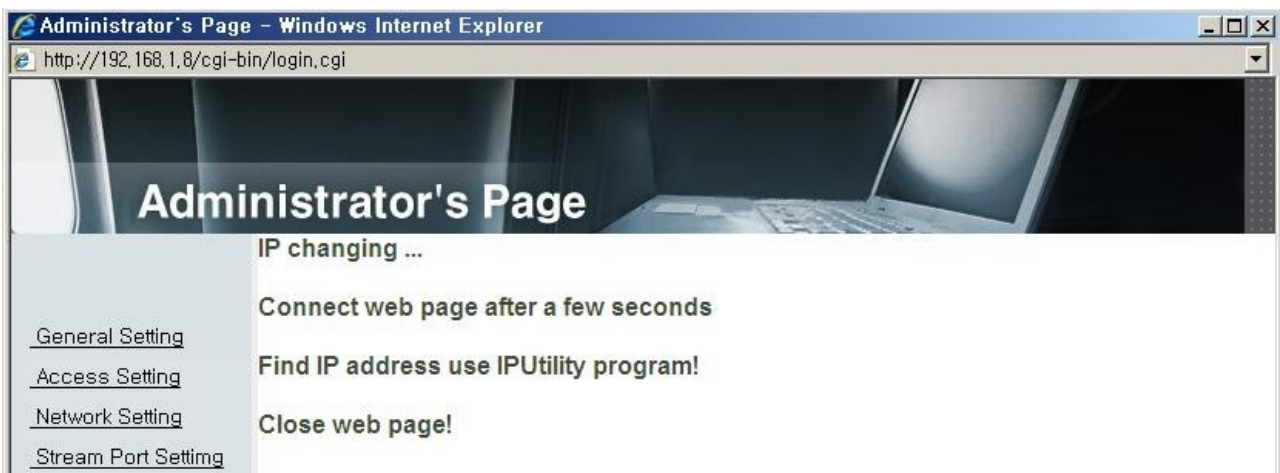 Administrator's Page - Windows Internet Explorer
http://192.168.1.8/cgi-bin/login.cgi
Administrator's Page
IP changing ...
Connect web page after a few seconds
General Setting
Find IP address use IPUtility program!
Access Setting
Network Setting
Close web page!
Stream Port Settimg